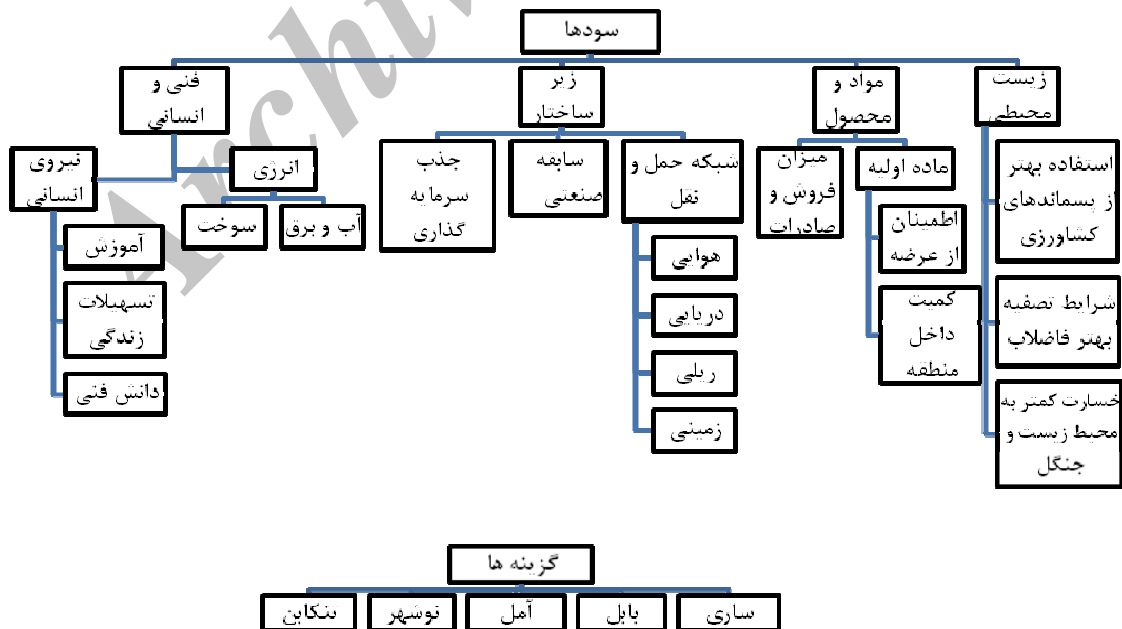 سودها
زیست
محیطی
مواد و
محصول
زیر
ساختار
فنی و
انسانی
استفاده بهتر
از پسماندهای
کشاورزی
شرایط تصفیه
بهتر فاضلاب
خسارت کمتر به
محیط زیست و
جنگل
ماده اولیه
اطمینان
از عرضه
کمیت
داخل
منطقه
میزان
فروش و
صادرات
شبکه حمل و
نقل
هوایی
دریایی
ریلی
زمینی
سابقه
صنعتی
جذب
سرمایه
گذاری
انرژی
آب و برق
سوخت
نیروی
انسانی
آموزش
تسهیلات
زندگی
دانش فنی
گزینه ها
ساری
بابل
آمل
نوشهر
تنکابن